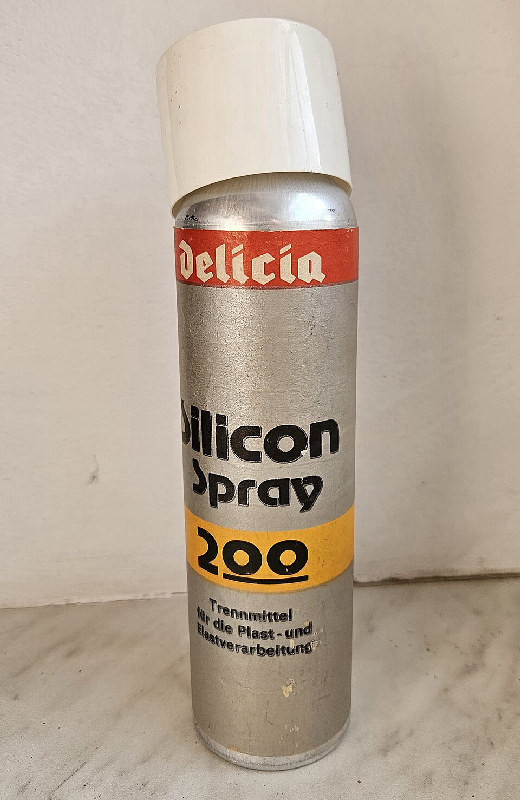 Delicia
Silicon
Spray
200
Trennmittel
für die Plast-und
Elastverarbeitung